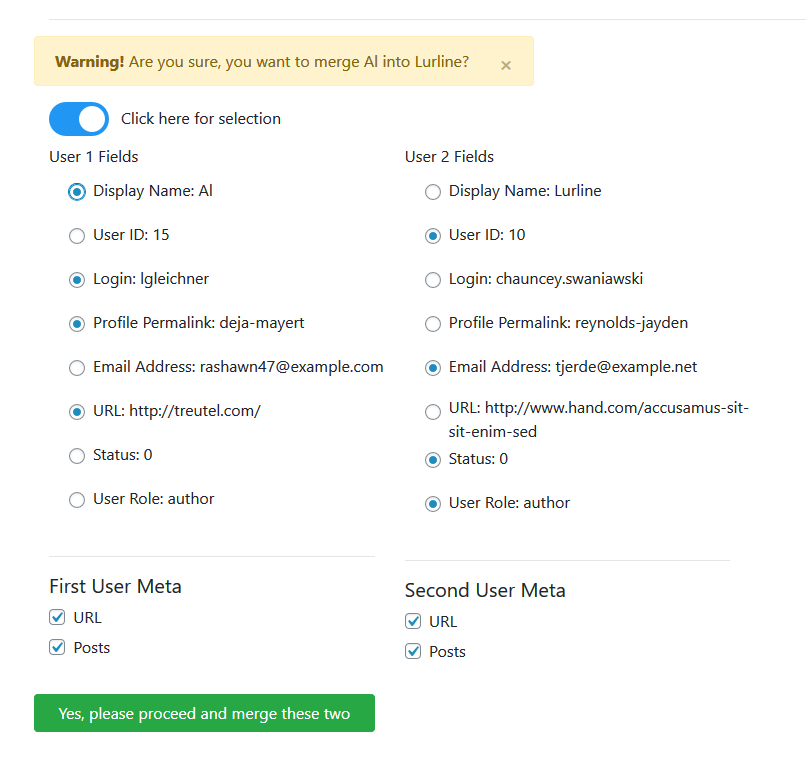 Warning! Are you sure, you want to merge Al into Lurline? ×
Click here for selection
User 1 Fields
Display Name: Al
User ID: 15
Login: lgleichner
Profile Permalink: deja-mayert
Email Address: rashawn47@example.com
URL: http://treutel.com/
Status: 0
User Role: author
User 2 Fields
Display Name: Lurline
User ID: 10
Login: chauncey.swaniawski
Profile Permalink: reynolds-jayden
Email Address: tjerde@example.net
URL: http://www.hand.com/accusamus-sit-
sit-enim-sed
Status: 0
User Role: author
First User Meta
URL
Posts
Second User Meta
URL
Posts
Yes, please proceed and merge these two